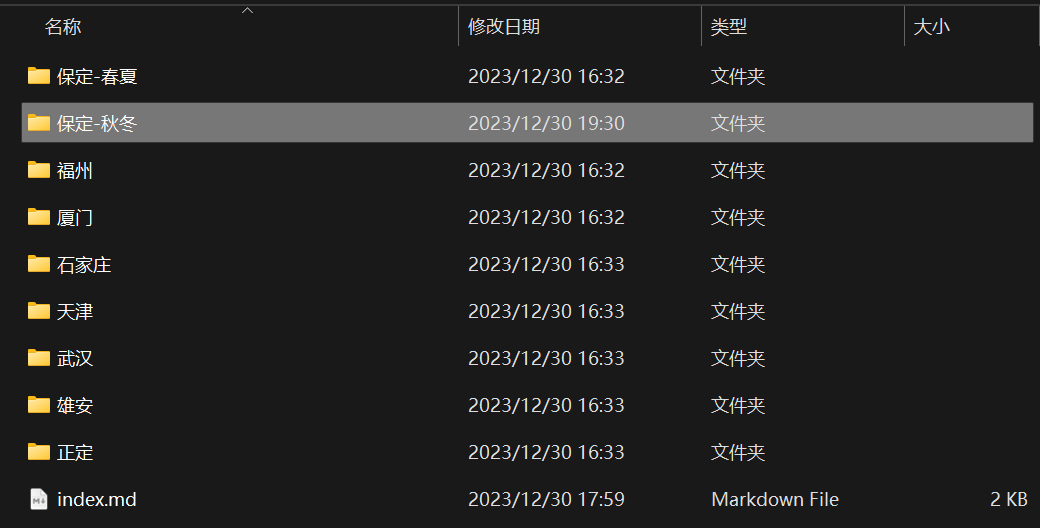 名称 修改日期 类型 大小
保定-春夏 2023/12/30 16:32 文件夹
保定-秋冬 2023/12/30 19:30 文件夹
福州 2023/12/30 16:32 文件夹
厦门 2023/12/30 16:32 文件夹
石家庄 2023/12/30 16:33 文件夹
天津 2023/12/30 16:33 文件夹
武汉 2023/12/30 16:33 文件夹
雄安 2023/12/30 16:33 文件夹
正定 2023/12/30 16:33 文件夹
index.md 2023/12/30 17:59 Markdown File 2 KB